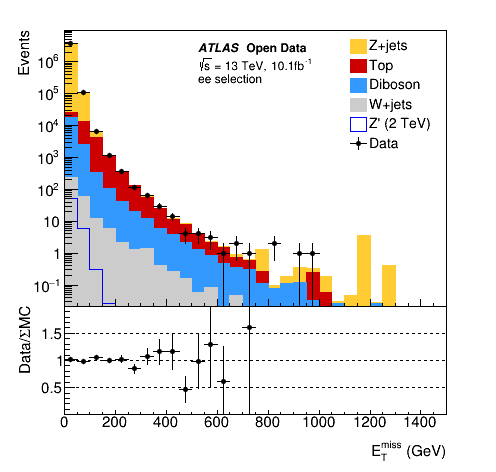 Events
ATLAS Open Data
√s = 13 TeV, 10.1fb⁻¹
ee selection
Z+jets
Top
Diboson
W+jets
Z' (2 TeV)
Data
10⁶
10⁵
10⁴
10³
10²
10
1
10⁻¹
Data/ΣMC
1.5
1
0.5
0 200 400 600 800 1000 1200 1400
E_T^miss (GeV)